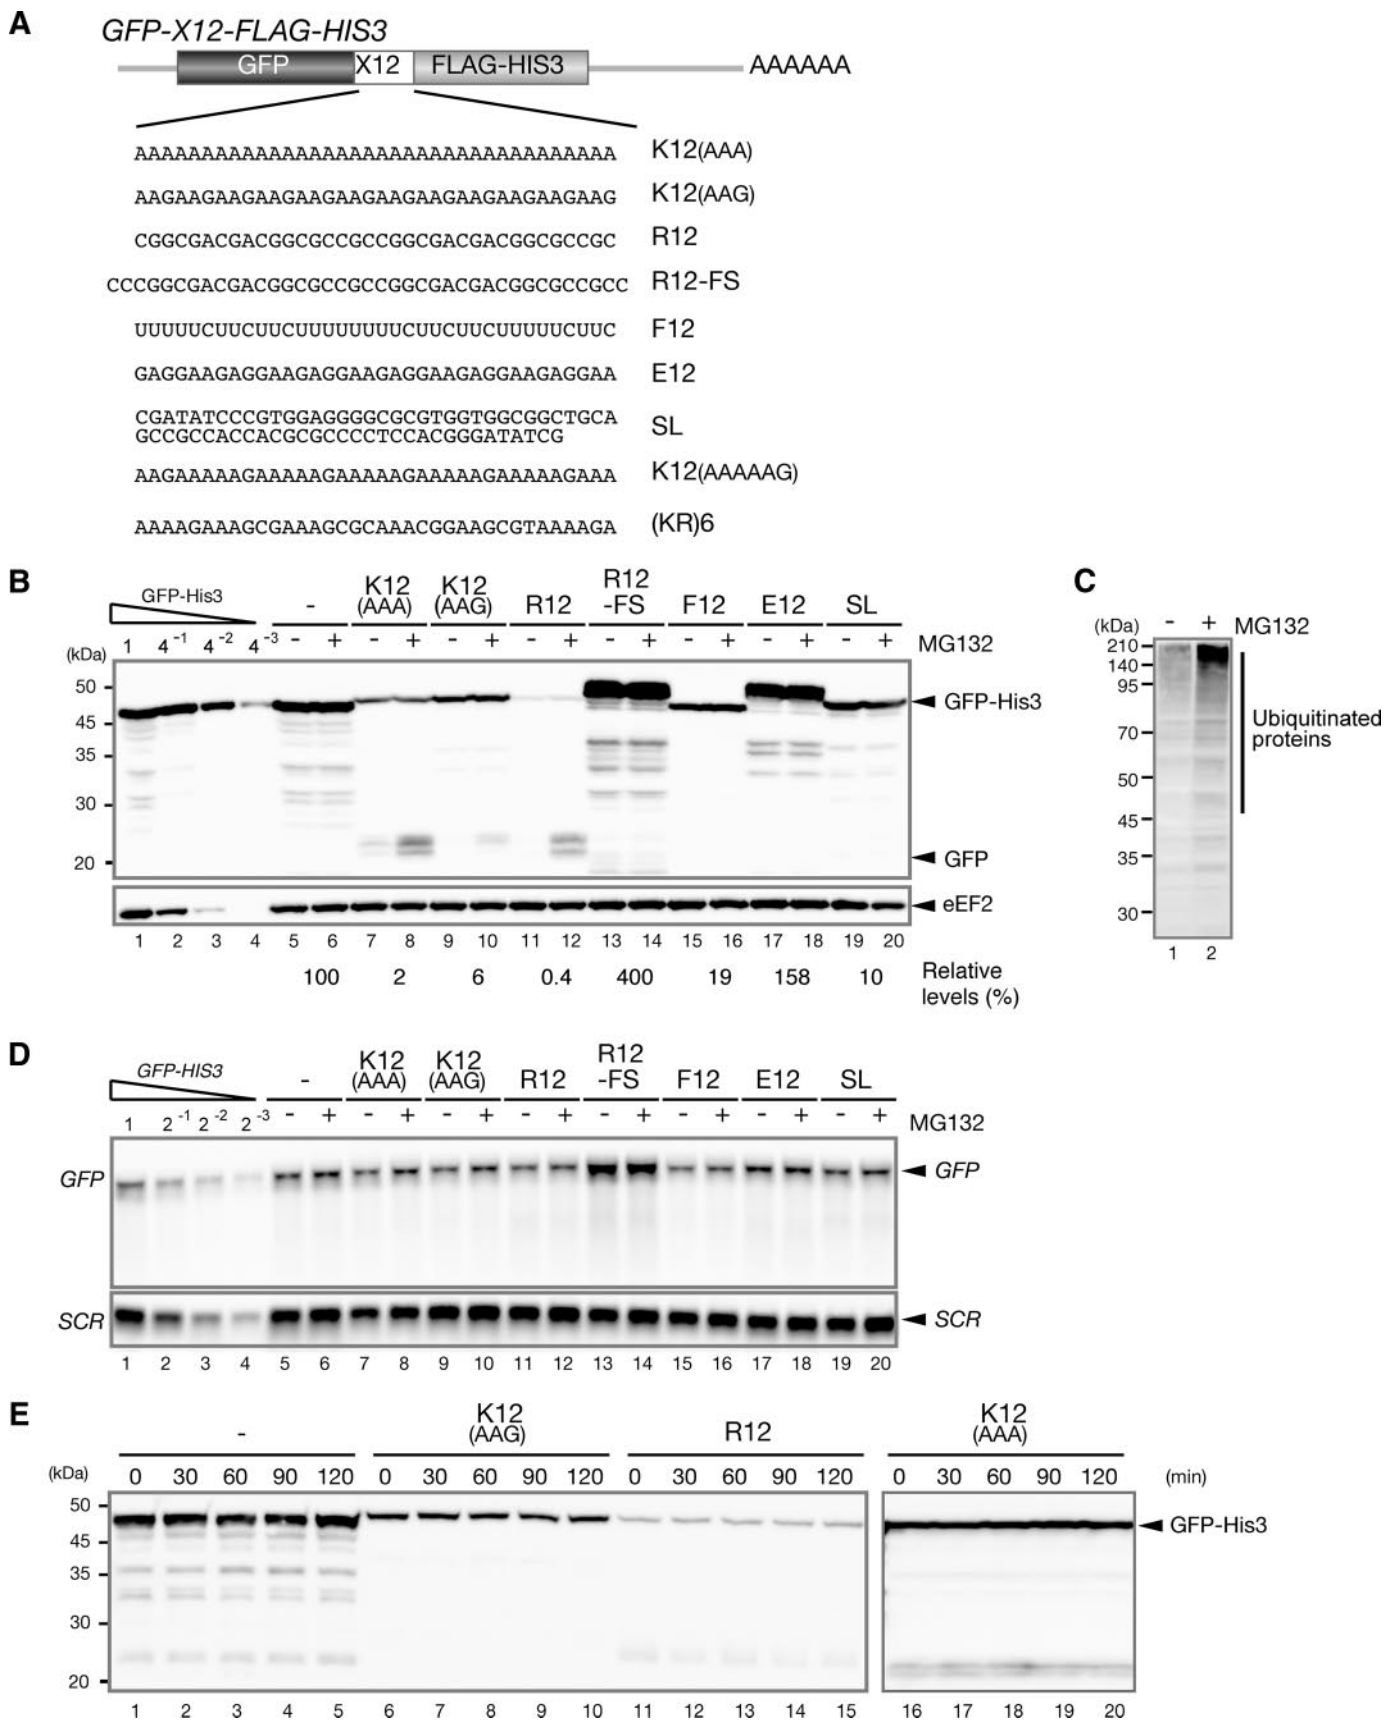 A
GFP-X12-FLAG-HIS3
GFP X12 FLAG-HIS3 AAAAAA
AAAAAAAAAAAAAAAAAAAAAAAAAAAAAAAAAAAA K12(AAA)
AAGAAGAAGAAGAAGAAGAAGAAGAAGAAGAAGAAG K12(AAG)
CGGCGACGACGGCGCCGCCGGCGACGACGGCGCCGC R12
CCCGGCGACGACGGCGCCGCCGGCGACGACGGCGCCGCC R12-FS
UUUUUCUUCUUCUUUUUUUUCUUCUUCUUUUUCUUC F12
GAGGAAGAGGAAGAGGAAGAGGAAGAGGAAGAGGAA E12
CGATATCCCGTGGAGGGGCGCGTGGTGGCGGCTGCA
GCCGCCACCACGCGCCCCTCCACGGGATATCG SL
AAGAAAAAGAAAAAGAAAAAGAAAAAGAAAAAGAAA K12(AAAAAG)
AAAAGAAAGCGAAAGCGCAAACGGAAGCGTAAAAGA (KR)6
B
GFP-His3 - K12 (AAA) K12 (AAG) R12 R12 -FS F12 E12 SL
1 4-1 4-2 4-3 - + - + - + - + - + - + - + - + MG132
(kDa)
50 GFP-His3
45
35
30
20 GFP
eEF2
1 2 3 4 5 6 7 8 9 10 11 12 13 14 15 16 17 18 19 20
100 2 6 0.4 400 19 158 10 Relative levels (%)
C
- + MG132
(kDa)
210
140
95
70 Ubiquitinated proteins
50
45
35
30
1 2
D
GFP-HIS3 - K12 (AAA) K12 (AAG) R12 R12 -FS F12 E12 SL
1 2-1 2-2 2-3 - + - + - + - + - + - + - + - + MG132
GFP GFP
SCR SCR
1 2 3 4 5 6 7 8 9 10 11 12 13 14 15 16 17 18 19 20
E
- K12 (AAG) R12 K12 (AAA)
(kDa) 0 30 60 90 120 0 30 60 90 120 0 30 60 90 120 0 30 60 90 120 (min)
50 GFP-His3
45
35
30
20
1 2 3 4 5 6 7 8 9 10 11 12 13 14 15 16 17 18 19 20